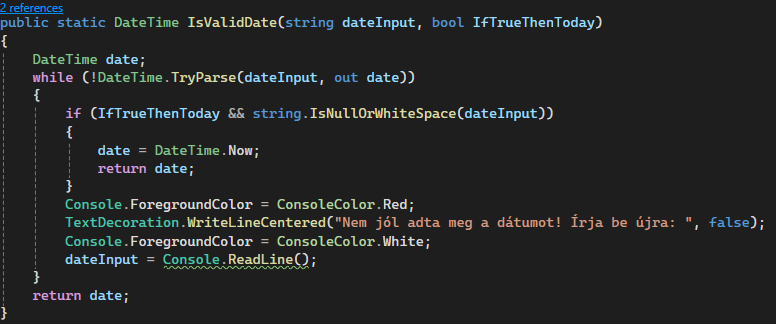 2 references
public static DateTime IsValidDate(string dateInput, bool IfTrueThenToday)
{
    DateTime date;
    while (!DateTime.TryParse(dateInput, out date))
    {
        if (IfTrueThenToday && string.IsNullOrWhiteSpace(dateInput))
        {
            date = DateTime.Now;
            return date;
        }
        Console.ForegroundColor = ConsoleColor.Red;
        TextDecoration.WriteLineCentered("Nem jól adta meg a dátumot! Írja be újra: ", false);
        Console.ForegroundColor = ConsoleColor.White;
        dateInput = Console.ReadLine();
    }
    return date;
}